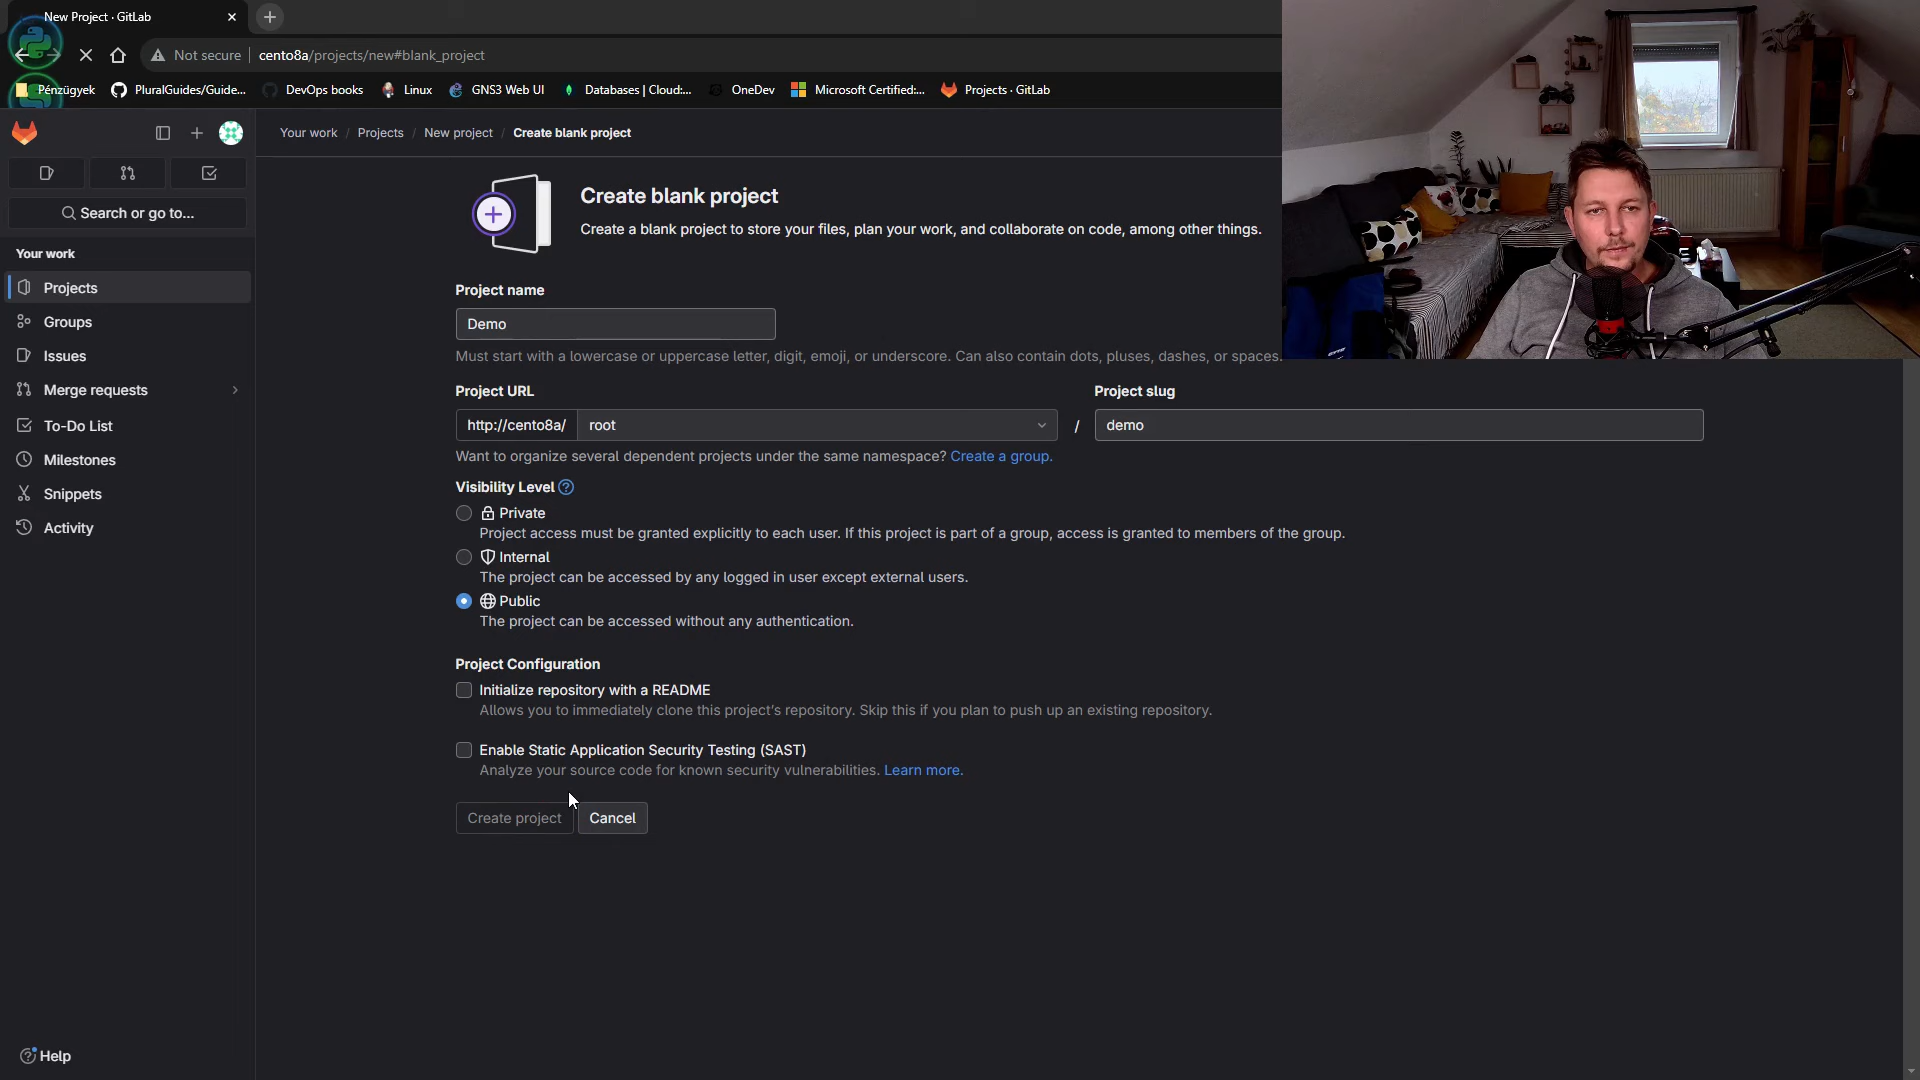 New Project · GitLab
Not secure
cento8a/projects/new#blank_project
Pénzügyek
PluralGuides/Guide...
DevOps books
Linux
GNS3 Web UI
Databases | Cloud:...
OneDev
Microsoft Certified:...
Projects · GitLab
Your work / Projects / New project / Create blank project
Search or go to...
Your work
Projects
Groups
Issues
Merge requests
To-Do List
Milestones
Snippets
Activity
Help
Create blank project
Create a blank project to store your files, plan your work, and collaborate on code, among other things.
Project name
Demo
Must start with a lowercase or uppercase letter, digit, emoji, or underscore. Can also contain dots, pluses, dashes, or spaces.
Project URL
http://cento8a/
root
/
Project slug
demo
Want to organize several dependent projects under the same namespace? Create a group.
Visibility Level
Private
Project access must be granted explicitly to each user. If this project is part of a group, access is granted to members of the group.
Internal
The project can be accessed by any logged in user except external users.
Public
The project can be accessed without any authentication.
Project Configuration
Initialize repository with a README
Allows you to immediately clone this project's repository. Skip this if you plan to push up an existing repository.
Enable Static Application Security Testing (SAST)
Analyze your source code for known security vulnerabilities. Learn more.
Create project
Cancel